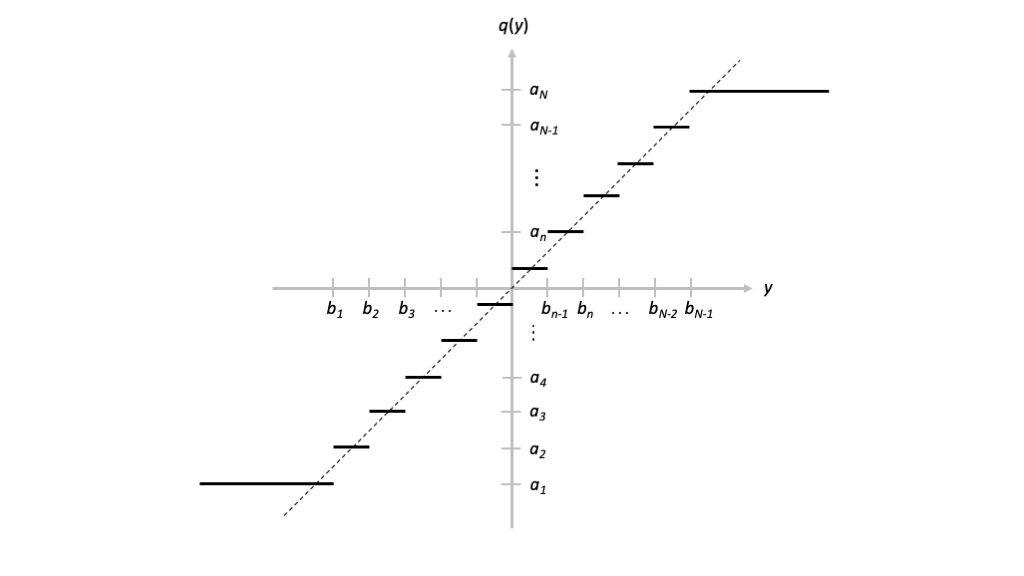 q(y)
a_N
a_{N-1}
⋮
a_n
y
b_1 b_2 b_3 ... b_{n-1} b_n ... b_{N-2} b_{N-1}
⋮
a_4
a_3
a_2
a_1